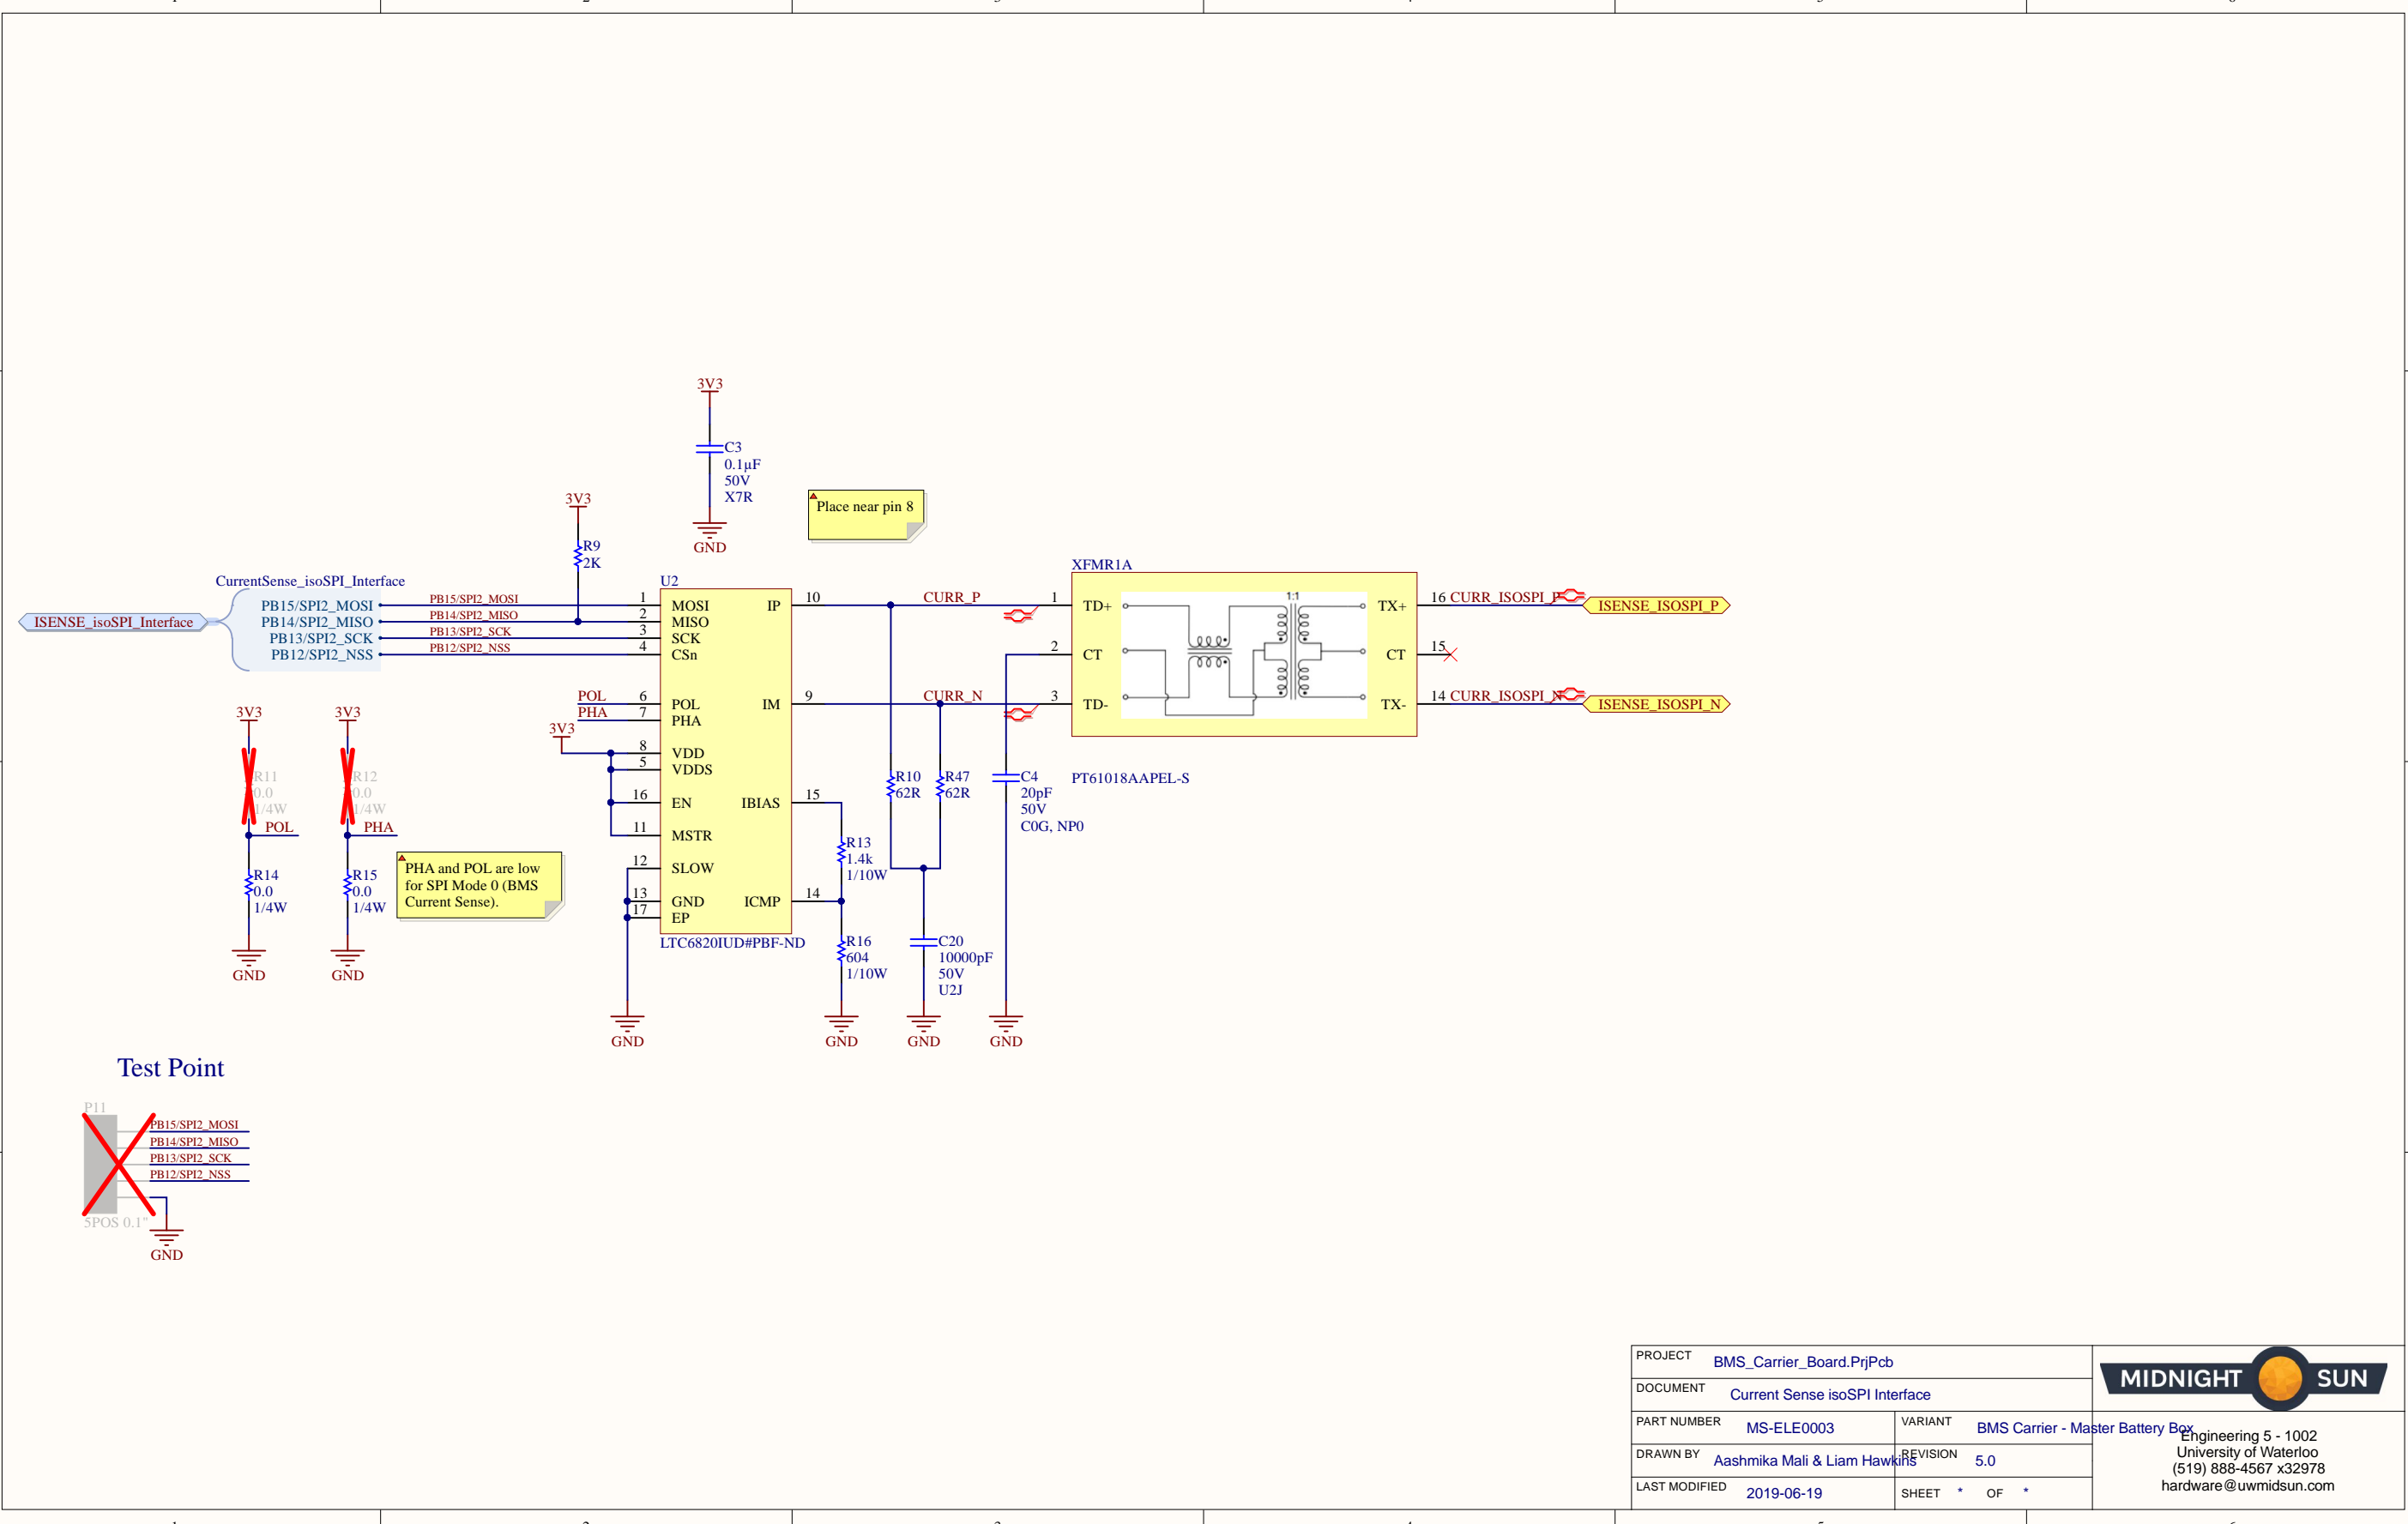 3V3
C3
0.1µF
50V
X7R
GND
Place near pin 8
3V3
R9
2K
CurrentSense_isoSPI_Interface
ISENSE_isoSPI_Interface
PB15/SPI2_MOSI
PB14/SPI2_MISO
PB13/SPI2_SCK
PB12/SPI2_NSS
PB15/SPI2_MOSI
PB14/SPI2_MISO
PB13/SPI2_SCK
PB12/SPI2_NSS
POL
PHA
3V3
U2
1 MOSI
2 MISO
3 SCK
4 CSn
6 POL
7 PHA
8 VDD
5 VDDS
16 EN
11 MSTR
12 SLOW
13 GND
17 EP
IP 10
IM 9
IBIAS 15
ICMP 14
LTC6820IUD#PBF-ND
GND
CURR_P
CURR_N
R10
62R
R47
62R
R13
1.4k
1/10W
R16
604
1/10W
GND
C20
10000pF
50V
U2J
GND
C4
20pF
50V
C0G, NP0
GND
XFMR1A
1 TD+
2 CT
3 TD-
1:1
TX+ 16
CT 15
TX- 14
PT61018AAPEL-S
CURR_ISOSPI_P
ISENSE_ISOSPI_P
CURR_ISOSPI_N
ISENSE_ISOSPI_N
3V3
R11
0.0
1/4W
POL
R14
0.0
1/4W
GND
3V3
R12
0.0
1/4W
PHA
R15
0.0
1/4W
GND
PHA and POL are low
for SPI Mode 0 (BMS
Current Sense).
Test Point
P11
PB15/SPI2_MOSI
PB14/SPI2_MISO
PB13/SPI2_SCK
PB12/SPI2_NSS
5POS 0.1"
GND
PROJECT BMS_Carrier_Board.PrjPcb
DOCUMENT Current Sense isoSPI Interface
PART NUMBER MS-ELE0003
VARIANT BMS Carrier - Master Battery Box
DRAWN BY Aashmika Mali & Liam Hawkins
REVISION 5.0
LAST MODIFIED 2019-06-19
SHEET * OF *
MIDNIGHT SUN
Engineering 5 - 1002
University of Waterloo
(519) 888-4567 x32978
hardware@uwmidsun.com